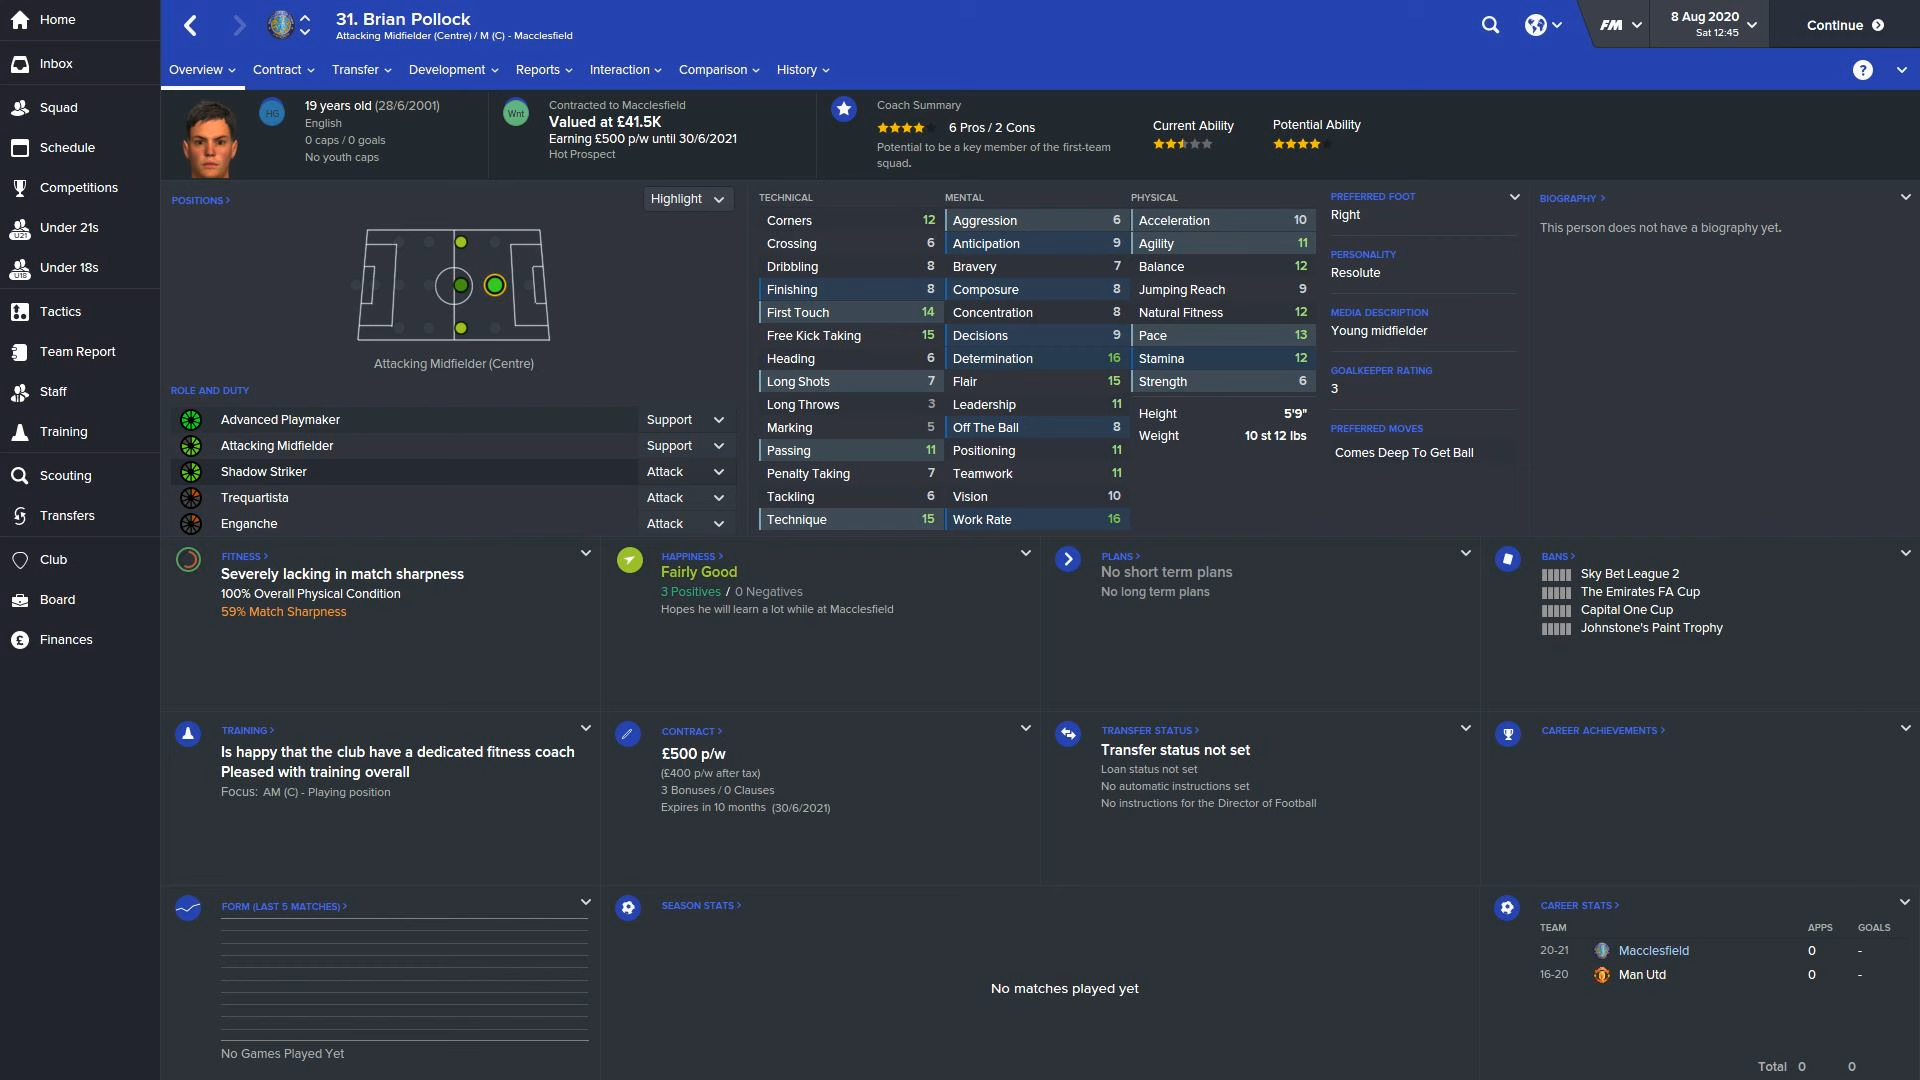 Home
Inbox
Squad
Schedule
Competitions
Under 21s
Under 18s
Tactics
Team Report
Staff
Training
Scouting
Transfers
Club
Board
Finances
31. Brian Pollock
Attacking Midfielder (Centre) / M (C) - Macclesfield
FM
8 Aug 2020
Sat 12:45
Continue
Overview Contract Transfer Development Reports Interaction Comparison History
?
HG
19 years old (28/6/2001)
English
0 caps / 0 goals
No youth caps
Wnt
Contracted to Macclesfield
Valued at £41.5K
Earning £500 p/w until 30/6/2021
Hot Prospect
Coach Summary
6 Pros / 2 Cons
Potential to be a key member of the first-team
squad.
Current Ability
Potential Ability
POSITIONS >
Highlight
Attacking Midfielder (Centre)
ROLE AND DUTY
Advanced Playmaker Support
Attacking Midfielder Support
Shadow Striker Attack
Trequartista Attack
Enganche Attack
TECHNICAL
Corners 12
Crossing 6
Dribbling 8
Finishing 8
First Touch 14
Free Kick Taking 15
Heading 6
Long Shots 7
Long Throws 3
Marking 5
Passing 11
Penalty Taking 7
Tackling 6
Technique 15
MENTAL
Aggression 6
Anticipation 9
Bravery 7
Composure 8
Concentration 8
Decisions 9
Determination 16
Flair 15
Leadership 11
Off The Ball 8
Positioning 11
Teamwork 11
Vision 10
Work Rate 16
PHYSICAL
Acceleration 10
Agility 11
Balance 12
Jumping Reach 9
Natural Fitness 12
Pace 13
Stamina 12
Strength 6
Height 5'9"
Weight 10 st 12 lbs
PREFERRED FOOT
Right
PERSONALITY
Resolute
MEDIA DESCRIPTION
Young midfielder
GOALKEEPER RATING
3
PREFERRED MOVES
Comes Deep To Get Ball
BIOGRAPHY >
This person does not have a biography yet.
FITNESS >
Severely lacking in match sharpness
100% Overall Physical Condition
59% Match Sharpness
HAPPINESS >
Fairly Good
3 Positives / 0 Negatives
Hopes he will learn a lot while at Macclesfield
PLANS >
No short term plans
No long term plans
BANS >
Sky Bet League 2
The Emirates FA Cup
Capital One Cup
Johnstone's Paint Trophy
TRAINING >
Is happy that the club have a dedicated fitness coach
Pleased with training overall
Focus: AM (C) - Playing position
CONTRACT >
£500 p/w
(£400 p/w after tax)
3 Bonuses / 0 Clauses
Expires in 10 months (30/6/2021)
TRANSFER STATUS >
Transfer status not set
Loan status not set
No automatic instructions set
No instructions for the Director of Football
CAREER ACHIEVEMENTS >
FORM (LAST 5 MATCHES) >
No Games Played Yet
SEASON STATS >
No matches played yet
CAREER STATS >
TEAM APPS GOALS
20-21 Macclesfield 0 -
16-20 Man Utd 0 -
Total 0 0